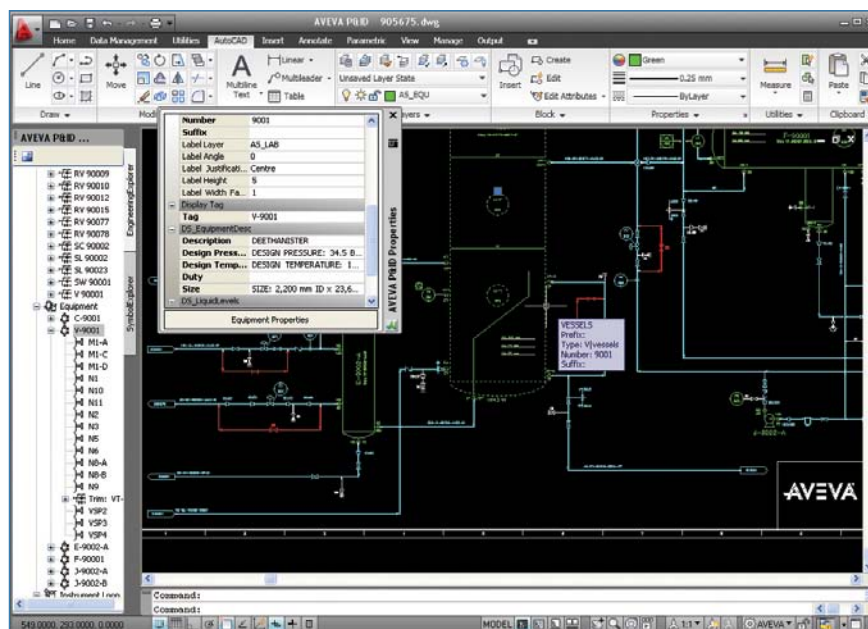 AVEVA P&ID 905675.dwg
Home Data Management Utilities AutoCAD Insert Annotate Parametric View Manage Output
Line Move Multiline Text Linear Multileader Table
Unsaved Layer State
AS_EQU
Insert Create Edit Edit Attributes
Green
0.25 mm
ByLayer
Measure Paste
Draw Block Properties Utilities Clipboard
AVEVA P&ID ...
RV 90009
RV 90010
RV 90012
RV 90015
RV 90077
RV 90078
SC 90002
SL 90002
SL 90023
SW 90001
V 90001
Equipment
C-9001
V-9001
M1-A
M1-C
M1-D
N1
N10
N11
N2
N3
N5
N6
N8-A
N8-B
N9
Trim: VT-
VSP2
VSP3
VSP4
E-9002-A
F-90001
J-9002-A
J-9002-B
Instrument Loop
EngineeringExplorer
SymbolExplorer
Number 9001
Suffix
Label Layer AS_LAB
Label Angle 0
Label Justificati... Centre
Label Height 5
Label Width Fa... 1
Display Tag
Tag V-9001
DS_EquipmentDesc
Description DEETHANISTER
Design Press... DESIGN PRESSURE: 34.5 B...
Design Temp... DESIGN TEMPERATURE: 1...
Duty
Size SIZE: 2,200 mm ID x 23,6...
DS_LiquidLevels
Equipment Properties
AVEVA P&ID Properties
VESSELS
Prefix:
Type: V|vessels
Number: 9001
Suffix:
E-9002-A
F-90001
J-9002-A
AVEVA
Command:
Command:
549.0000, 293.0000, 0.0000
MODEL
1:1
AVEVA